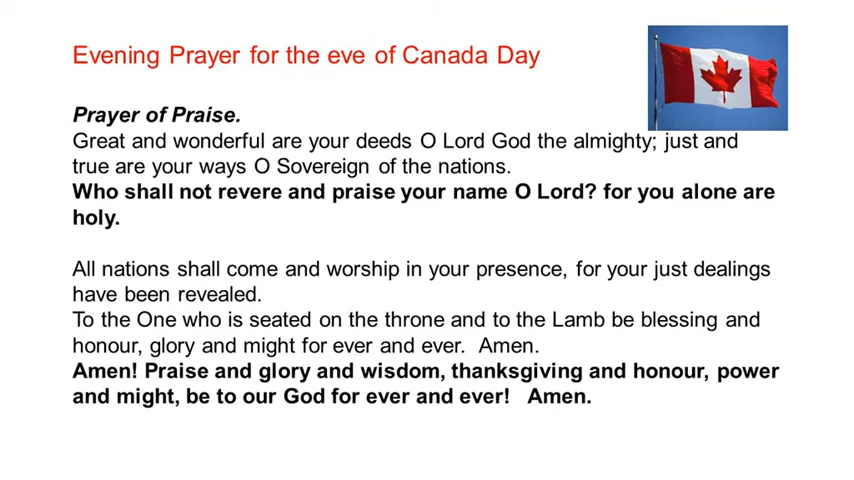 Evening Prayer for the eve of Canada Day
Prayer of Praise.
Great and wonderful are your deeds O Lord God the almighty; just and
true are your ways O Sovereign of the nations.
Who shall not revere and praise your name O Lord? for you alone are
holy.
All nations shall come and worship in your presence, for your just dealings
have been revealed.
To the One who is seated on the throne and to the Lamb be blessing and
honour, glory and might for ever and ever.  Amen.
Amen! Praise and glory and wisdom, thanksgiving and honour, power
and might, be to our God for ever and ever!   Amen.